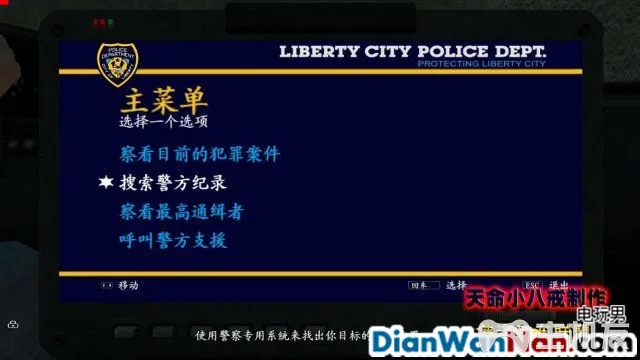 LIBERTY CITY POLICE DEPT.
PROTECTING LIBERTY CITY
主菜单
选择一个选项
察看目前的犯罪案件
搜索警方纪录
察看最高通缉者
呼叫警方支援
移动
回车 选择
ESC 退出
天命小八戒制作
电玩男
使用警察专用系统来找出你目标的
DianWanNan.com